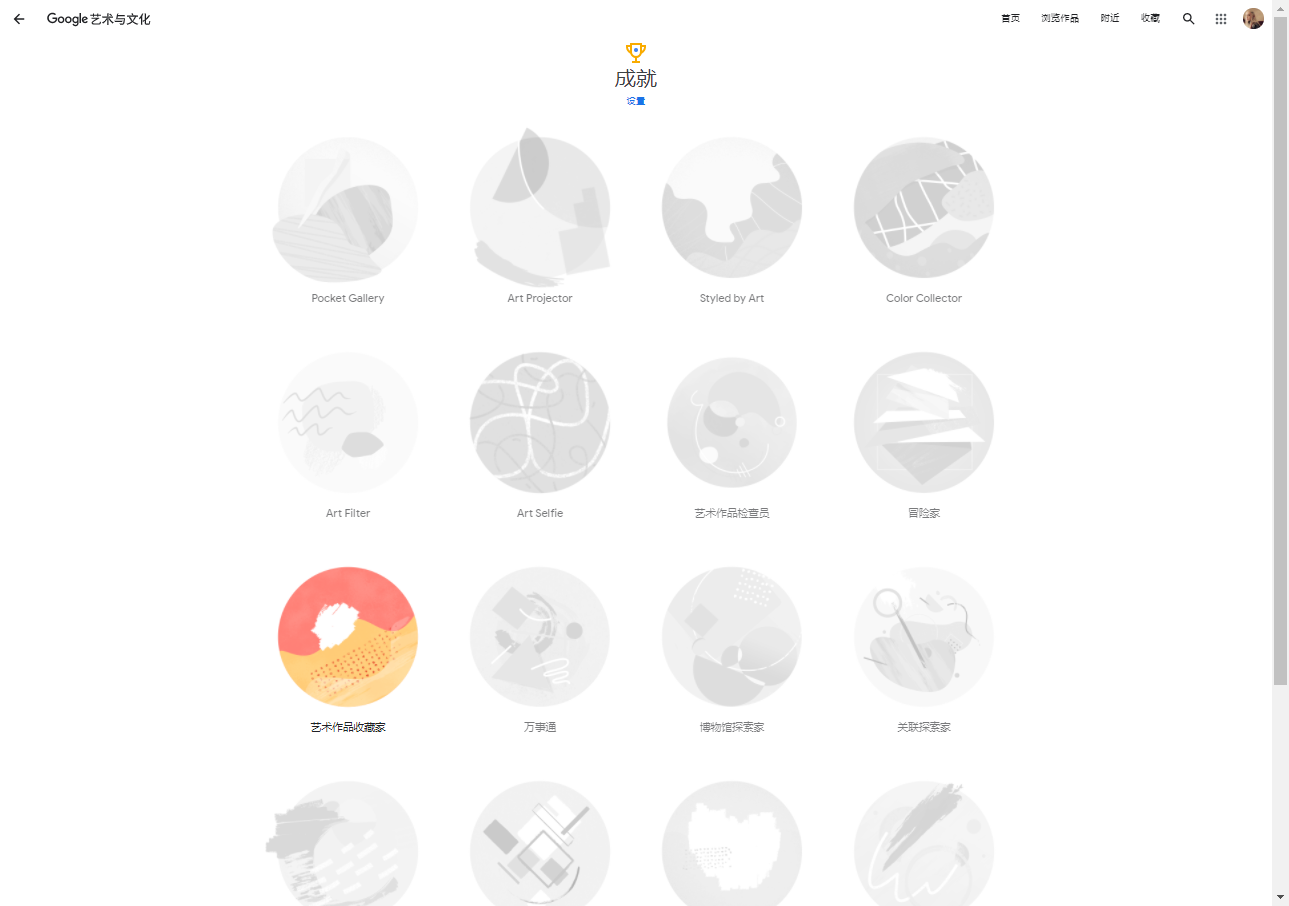 Google 艺术与文化
首页
浏览作品
附近
收藏
成就
设置
Pocket Gallery
Art Projector
Styled by Art
Color Collector
Art Filter
Art Selfie
艺术作品检查员
冒险家
艺术作品收藏家
万事通
博物馆探索家
关联探索家